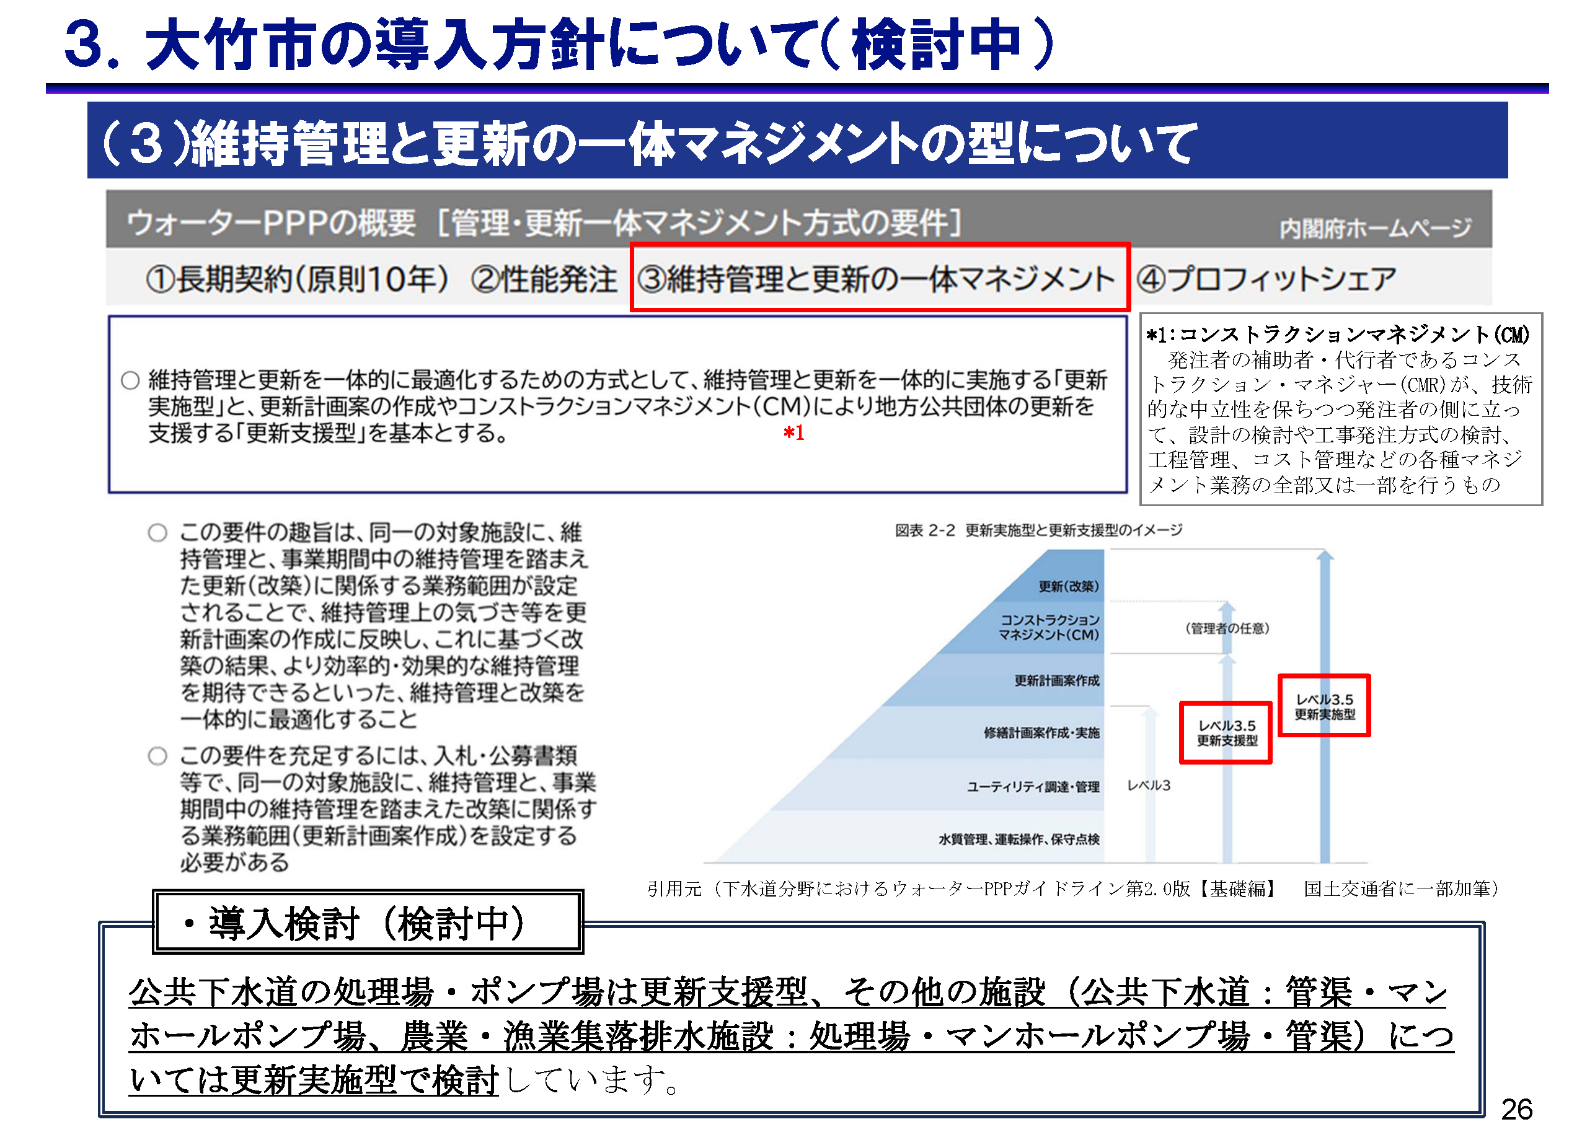 3．大竹市の導入方針について（検討中）
（３）維持管理と更新の一体マネジメントの型について
ウォーターPPPの概要［管理・更新一体マネジメント方式の要件］
内閣府ホームページ
①長期契約（原則10年） ②性能発注 ③維持管理と更新の一体マネジメント ④プロフィットシェア
○ 維持管理と更新を一体的に最適化するための方式として、維持管理と更新を一体的に実施する「更新
実施型」と、更新計画案の作成やコンストラクションマネジメント（CM）により地方公共団体の更新を
支援する「更新支援型」を基本とする。
*1
*1：コンストラクションマネジメント(CM)
発注者の補助者・代行者であるコンス
トラクション・マネジャー(CMR)が、技術
的な中立性を保ちつつ発注者の側に立っ
て、設計の検討や工事発注方式の検討、
工程管理、コスト管理などの各種マネジ
メント業務の全部又は一部を行うもの
○ この要件の趣旨は、同一の対象施設に、維
持管理と、事業期間中の維持管理を踏まえ
た更新（改築）に関係する業務範囲が設定
されることで、維持管理上の気づき等を更
新計画案の作成に反映し、これに基づく改
築の結果、より効率的・効果的な維持管理
を期待できるといった、維持管理と改築を
一体的に最適化すること
○ この要件を充足するには、入札・公募書類
等で、同一の対象施設に、維持管理と、事業
期間中の維持管理を踏まえた改築に関係す
る業務範囲（更新計画案作成）を設定する
必要がある
図表 2-2 更新実施型と更新支援型のイメージ
更新（改築）
コンストラクション
マネジメント（CM）
（管理者の任意）
更新計画案作成
修繕計画案作成・実施
ユーティリティ調達・管理
水質管理、運転操作、保守点検
レベル3
レベル3.5
更新支援型
レベル3.5
更新実施型
引用元（下水道分野におけるウォーターPPPガイドライン第2.0版【基礎編】 国土交通省に一部加筆）
・導入検討（検討中）
公共下水道の処理場・ポンプ場は更新支援型、その他の施設（公共下水道：管渠・マン
ホールポンプ場、農業・漁業集落排水施設：処理場・マンホールポンプ場・管渠）につ
いては更新実施型で検討しています。
26